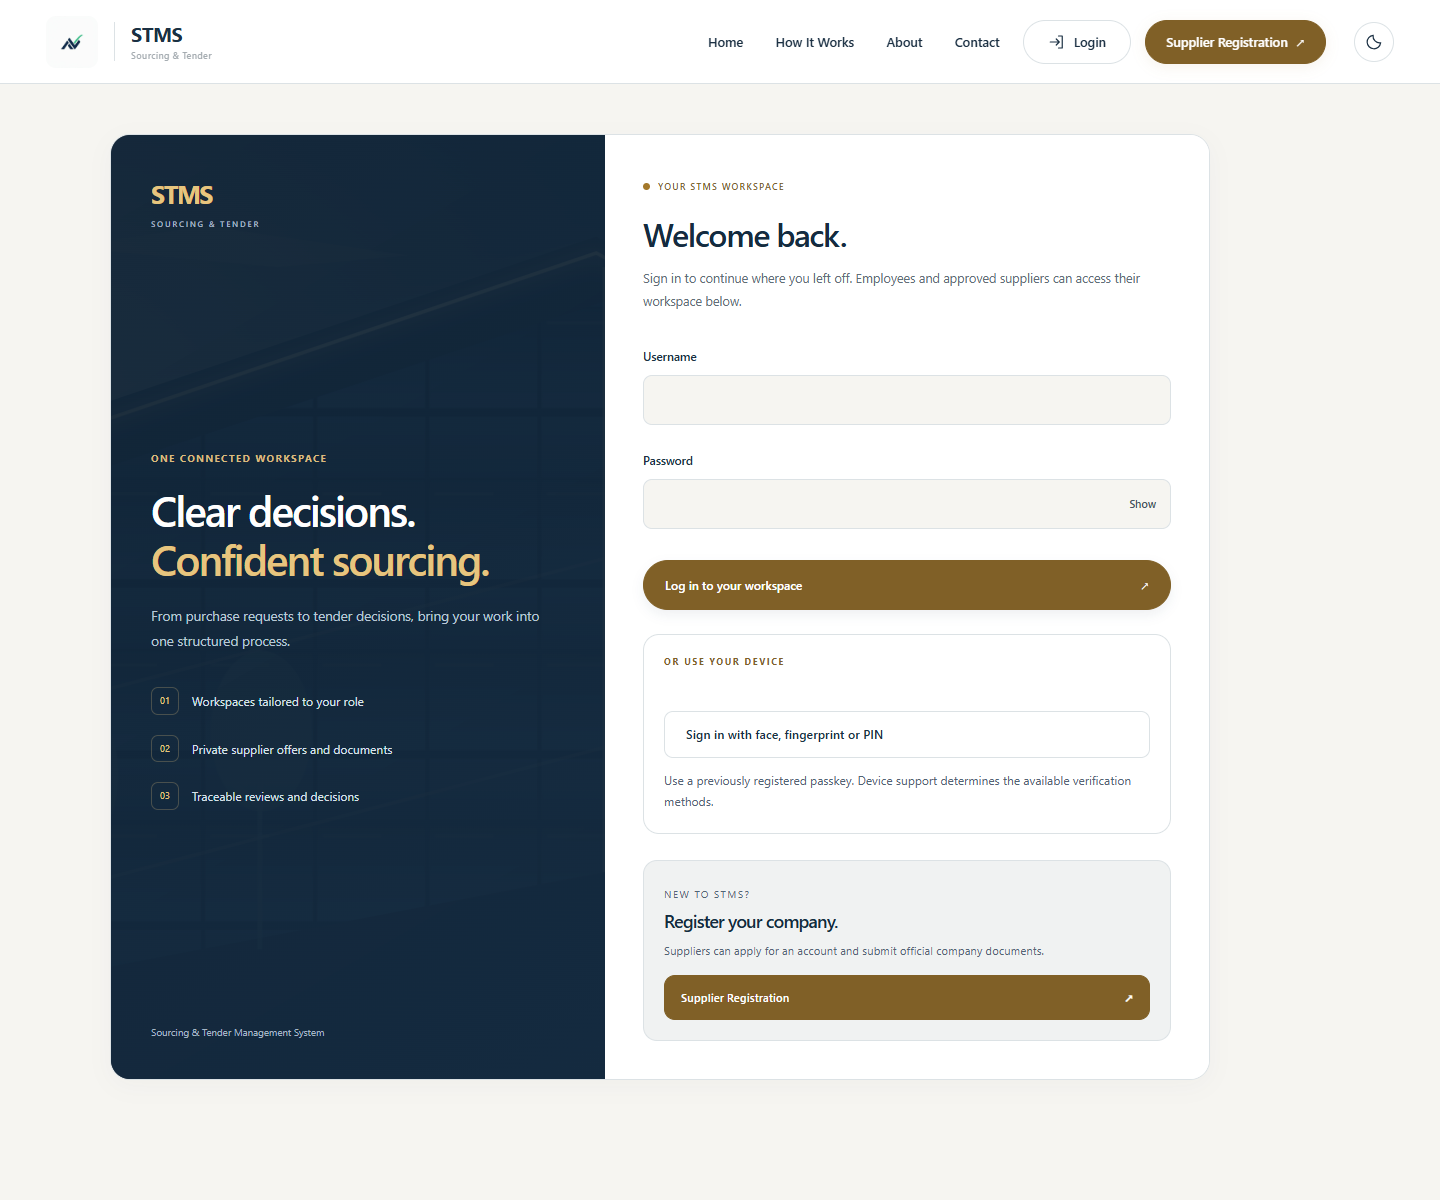 STMS
Sourcing & Tender
Home
How It Works
About
Contact
Login
Supplier Registration ↗
STMS
SOURCING & TENDER
ONE CONNECTED WORKSPACE
Clear decisions.
Confident sourcing.
From purchase requests to tender decisions, bring your work into
one structured process.
01 Workspaces tailored to your role
02 Private supplier offers and documents
03 Traceable reviews and decisions
Sourcing & Tender Management System
YOUR STMS WORKSPACE
Welcome back.
Sign in to continue where you left off. Employees and approved suppliers can access their
workspace below.
Username
Password
Show
Log in to your workspace ↗
OR USE YOUR DEVICE
Sign in with face, fingerprint or PIN
Use a previously registered passkey. Device support determines the available verification
methods.
NEW TO STMS?
Register your company.
Suppliers can apply for an account and submit official company documents.
Supplier Registration ↗